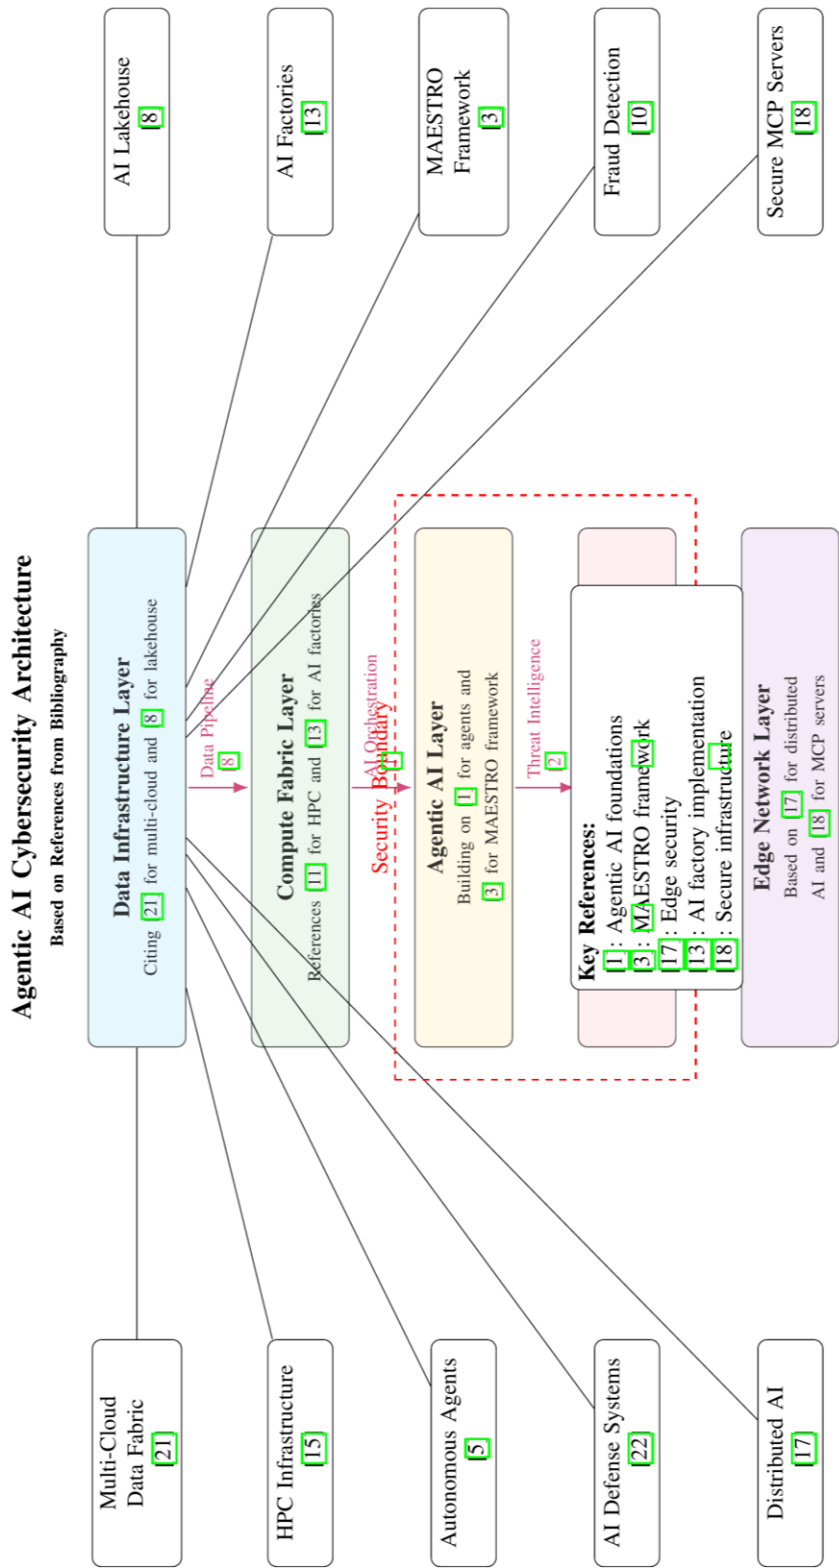 Agentic AI Cybersecurity Architecture
Based on References from Bibliography
Multi-Cloud
Data Fabric
[21]
Data Infrastructure Layer
Citing [21] for multi-cloud and [8] for lakehouse
AI Lakehouse
[8]
Data Pipeline
[8]
HPC Infrastructure
[15]
Compute Fabric Layer
References [11] for HPC and [13] for AI factories
AI Factories
[13]
AI Orchestration
Security Boundary
Autonomous Agents
[5]
Agentic AI Layer
Building on [1] for agents and
[3] for MAESTRO framework
MAESTRO
Framework
[3]
Threat Intelligence
[2]
AI Defense Systems
[22]
Key References:
[1]: Agentic AI foundations
[3]: MAESTRO framework
[17]: Edge security
[13]: AI factory implementation
[18]: Secure infrastructure
Fraud Detection
[10]
Distributed AI
[17]
Edge Network Layer
Based on [17] for distributed
AI and [18] for MCP servers
Secure MCP Servers
[18]